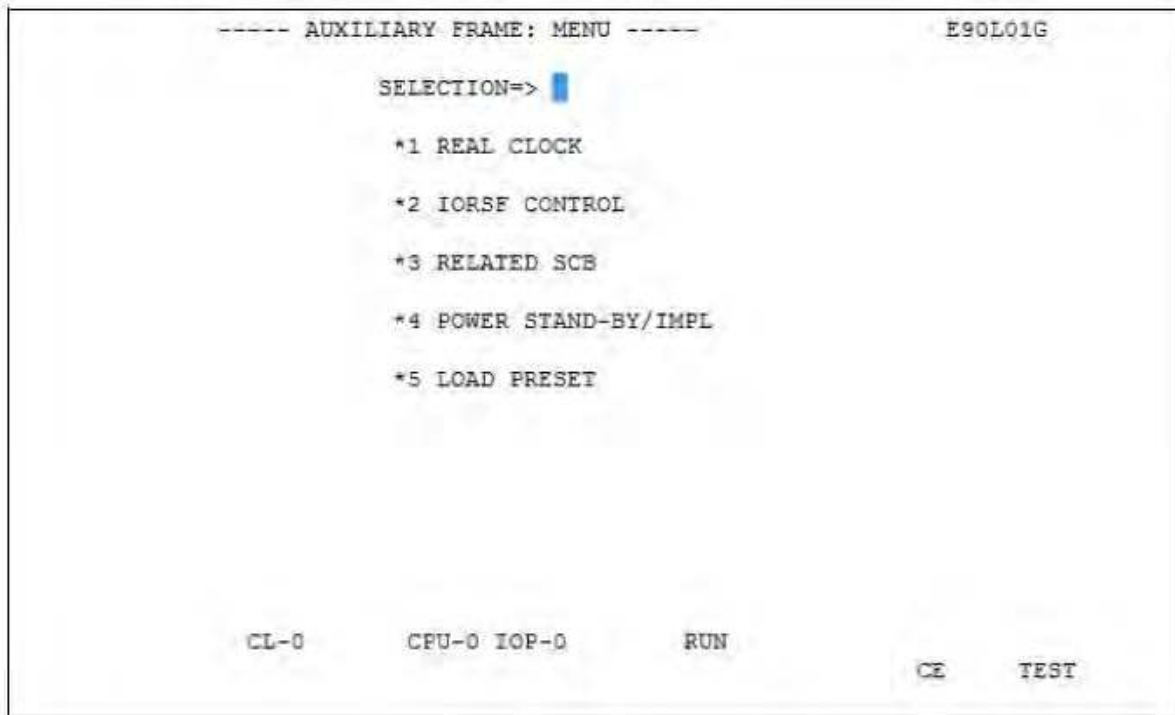 ----- AUXILIARY FRAME: MENU ----- E90L01G
SELECTION=>
*1 REAL CLOCK
*2 IORSF CONTROL
*3 RELATED SCB
*4 POWER STAND-BY/IMPL
*5 LOAD PRESET
CL-0 CPU-0 IOP-0 RUN
CE TEST